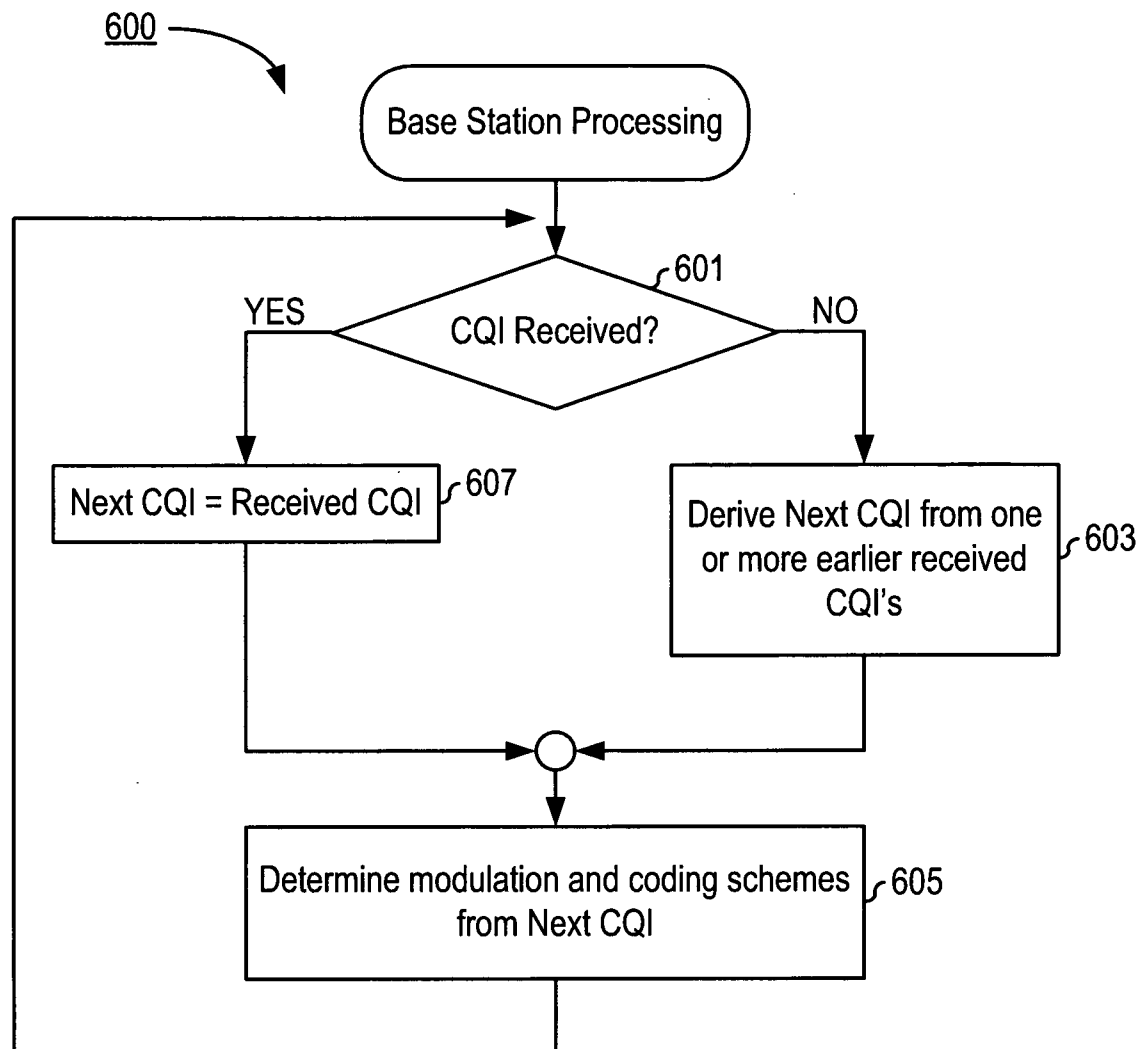 600
Base Station Processing
601
YES
CQI Received?
NO
Next CQI = Received CQI
607
Derive Next CQI from one
or more earlier received
CQI's
603
Determine modulation and coding schemes
from Next CQI
605